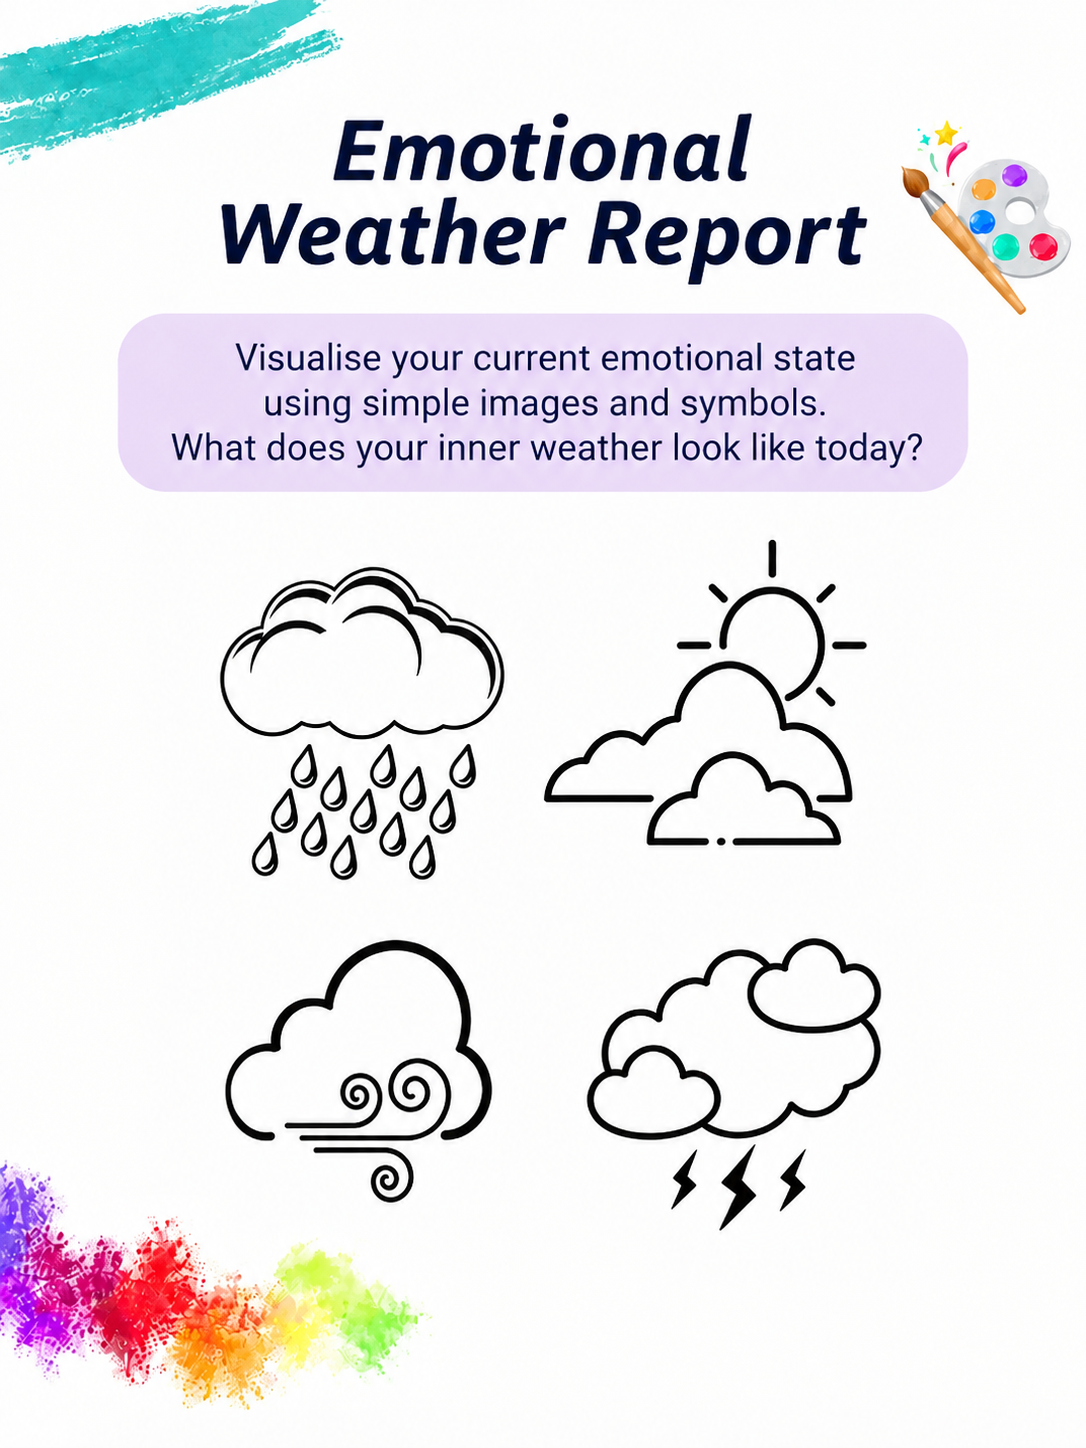 Emotional
Weather Report
Visualise your current emotional state
using simple images and symbols.
What does your inner weather look like today?